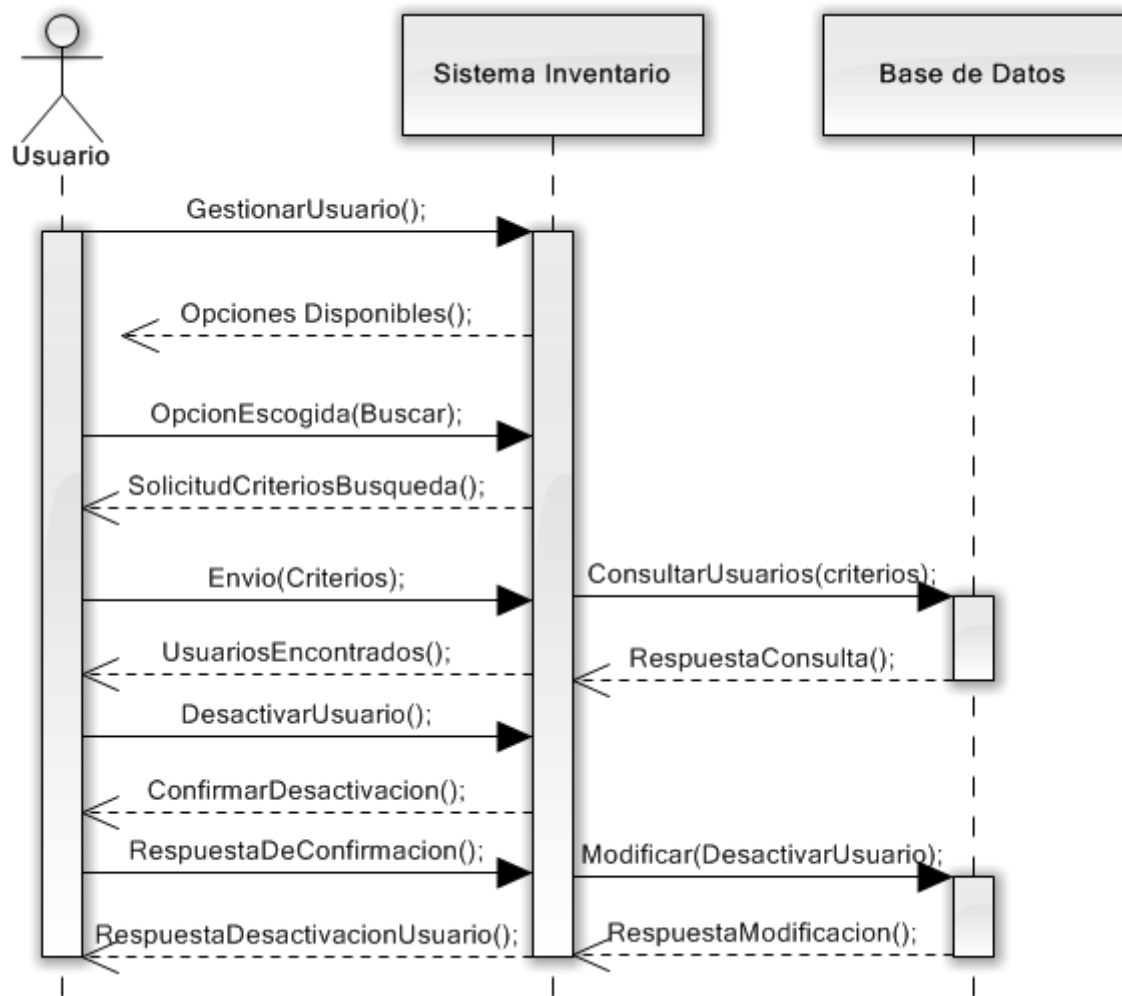 Usuario
Sistema Inventario
Base de Datos
GestionarUsuario();
Opciones Disponibles();
OpcionEscogida(Buscar);
SolicitudCriteriosBusqueda();
Envio(Criterios);
ConsultarUsuarios(criterios);
UsuariosEncontrados();
RespuestaConsulta();
DesactivarUsuario();
ConfirmarDesactivacion();
RespuestaDeConfirmacion();
Modificar(DesactivarUsuario);
RespuestaDesactivacionUsuario();
RespuestaModificacion();